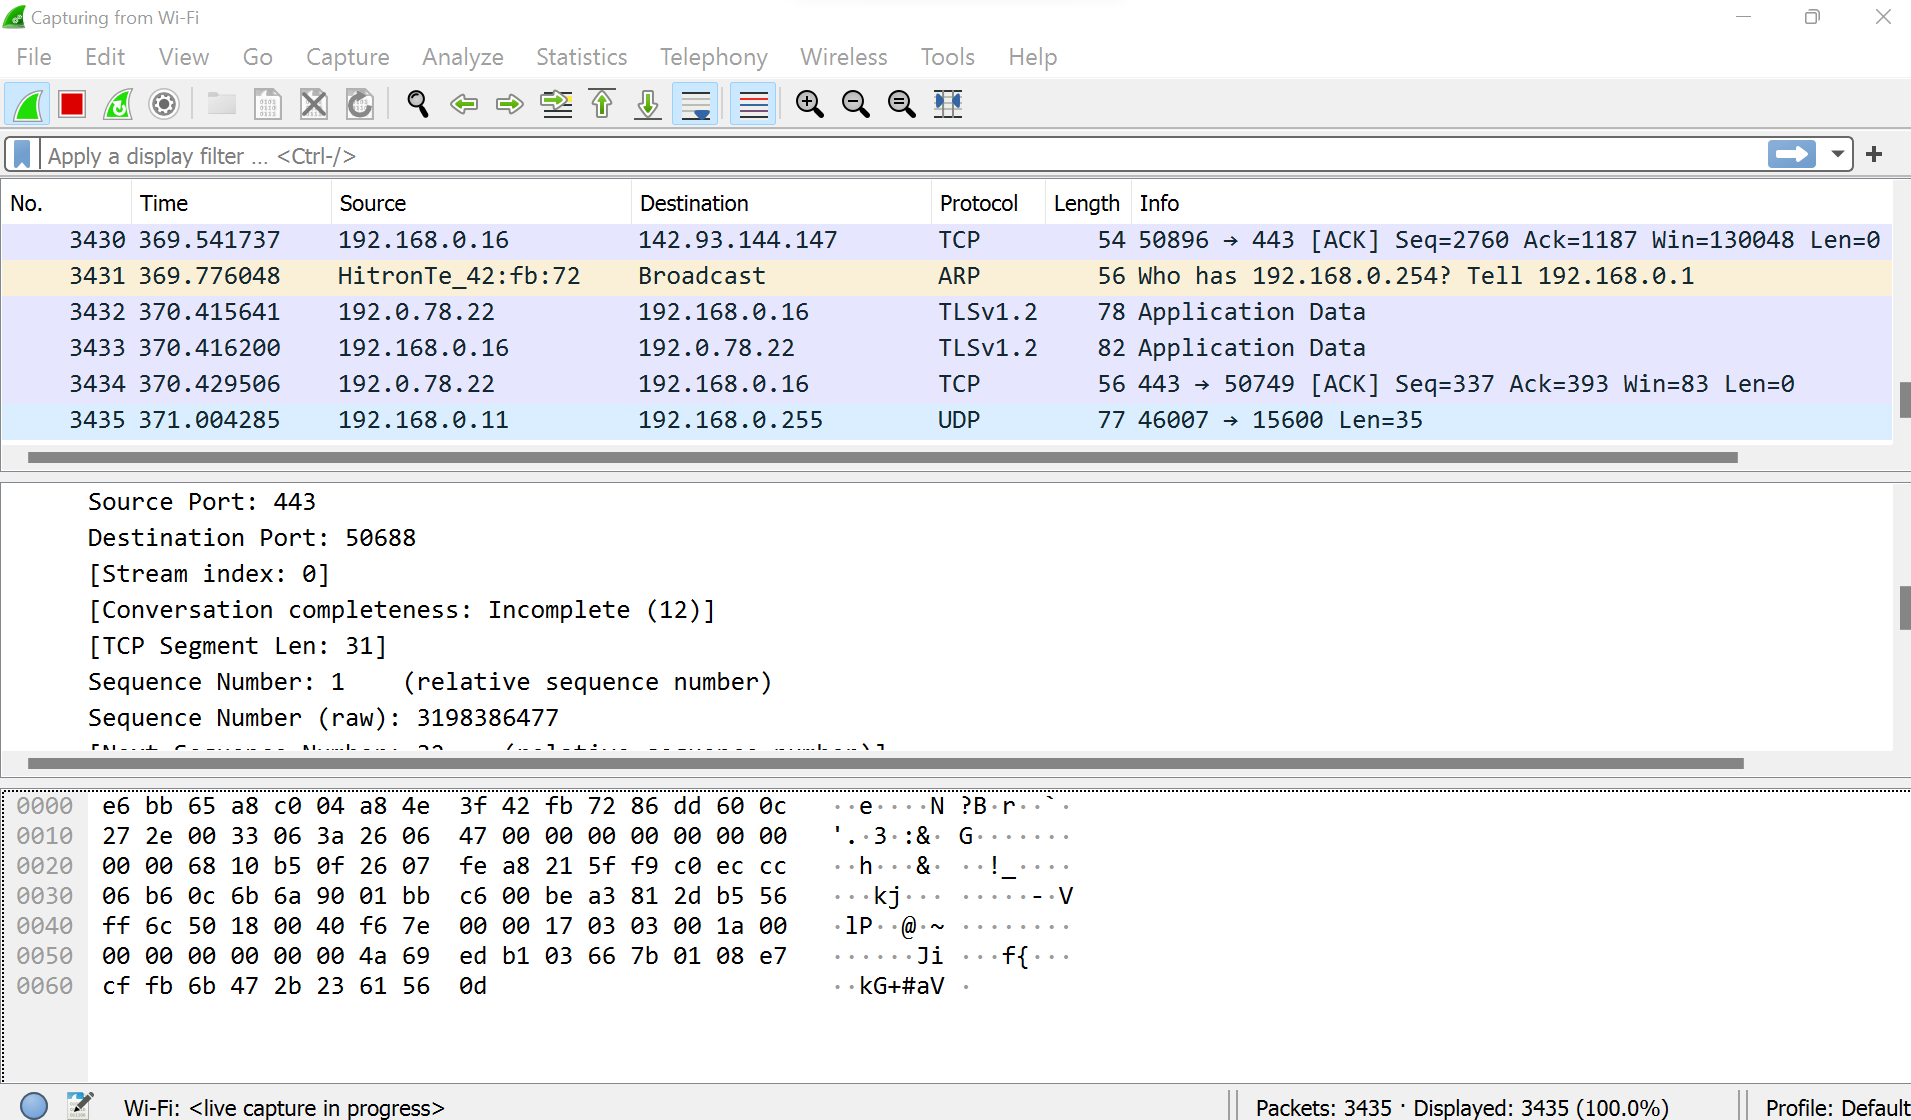 Capturing from Wi-Fi
File Edit View Go Capture Analyze Statistics Telephony Wireless Tools Help
Apply a display filter ... <Ctrl-/>
No. Time Source Destination Protocol Length Info
3430 369.541737 192.168.0.16 142.93.144.147 TCP 54 50896 → 443 [ACK] Seq=2760 Ack=1187 Win=130048 Len=0
3431 369.776048 HitronTe_42:fb:72 Broadcast ARP 56 Who has 192.168.0.254? Tell 192.168.0.1
3432 370.415641 192.0.78.22 192.168.0.16 TLSv1.2 78 Application Data
3433 370.416200 192.168.0.16 192.0.78.22 TLSv1.2 82 Application Data
3434 370.429506 192.0.78.22 192.168.0.16 TCP 56 443 → 50749 [ACK] Seq=337 Ack=393 Win=83 Len=0
3435 371.004285 192.168.0.11 192.168.0.255 UDP 77 46007 → 15600 Len=35
Source Port: 443
Destination Port: 50688
[Stream index: 0]
[Conversation completeness: Incomplete (12)]
[TCP Segment Len: 31]
Sequence Number: 1 (relative sequence number)
Sequence Number (raw): 3198386477
[Next Sequence Number: 32 (relative sequence number)]
0000 e6 bb 65 a8 c0 04 a8 4e 3f 42 fb 72 86 dd 60 0c ··e····N ?B·r··`·
0010 27 2e 00 33 06 3a 26 06 47 00 00 00 00 00 00 00 '.·3·:&· G·······
0020 00 00 68 10 b5 0f 26 07 fe a8 21 5f f9 c0 ec cc ··h···&· ··!_····
0030 06 b6 0c 6b 6a 90 01 bb c6 00 be a3 81 2d b5 56 ···kj··· ·····-·V
0040 ff 6c 50 18 00 40 f6 7e 00 00 17 03 03 00 1a 00 ·lP··@·~ ········
0050 00 00 00 00 00 00 4a 69 ed b1 03 66 7b 01 08 e7 ······Ji ···f{···
0060 cf fb 6b 47 2b 23 61 56 0d ··kG+#aV ·
Wi-Fi: <live capture in progress> Packets: 3435 · Displayed: 3435 (100.0%) Profile: Default